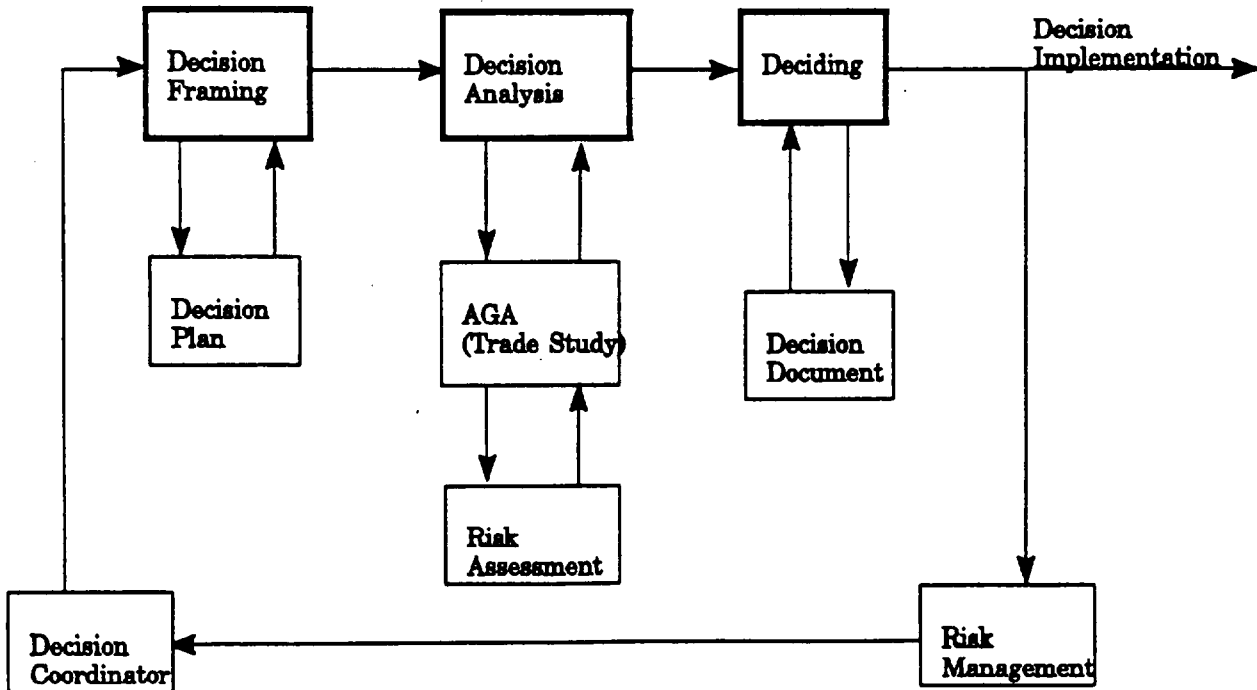 Decision
Framing
Decision
Analysis
Deciding
Decision
Implementation
Decision
Plan
AGA
(Trade Study)
Decision
Document
Risk
Assessment
Decision
Coordinator
Risk
Management